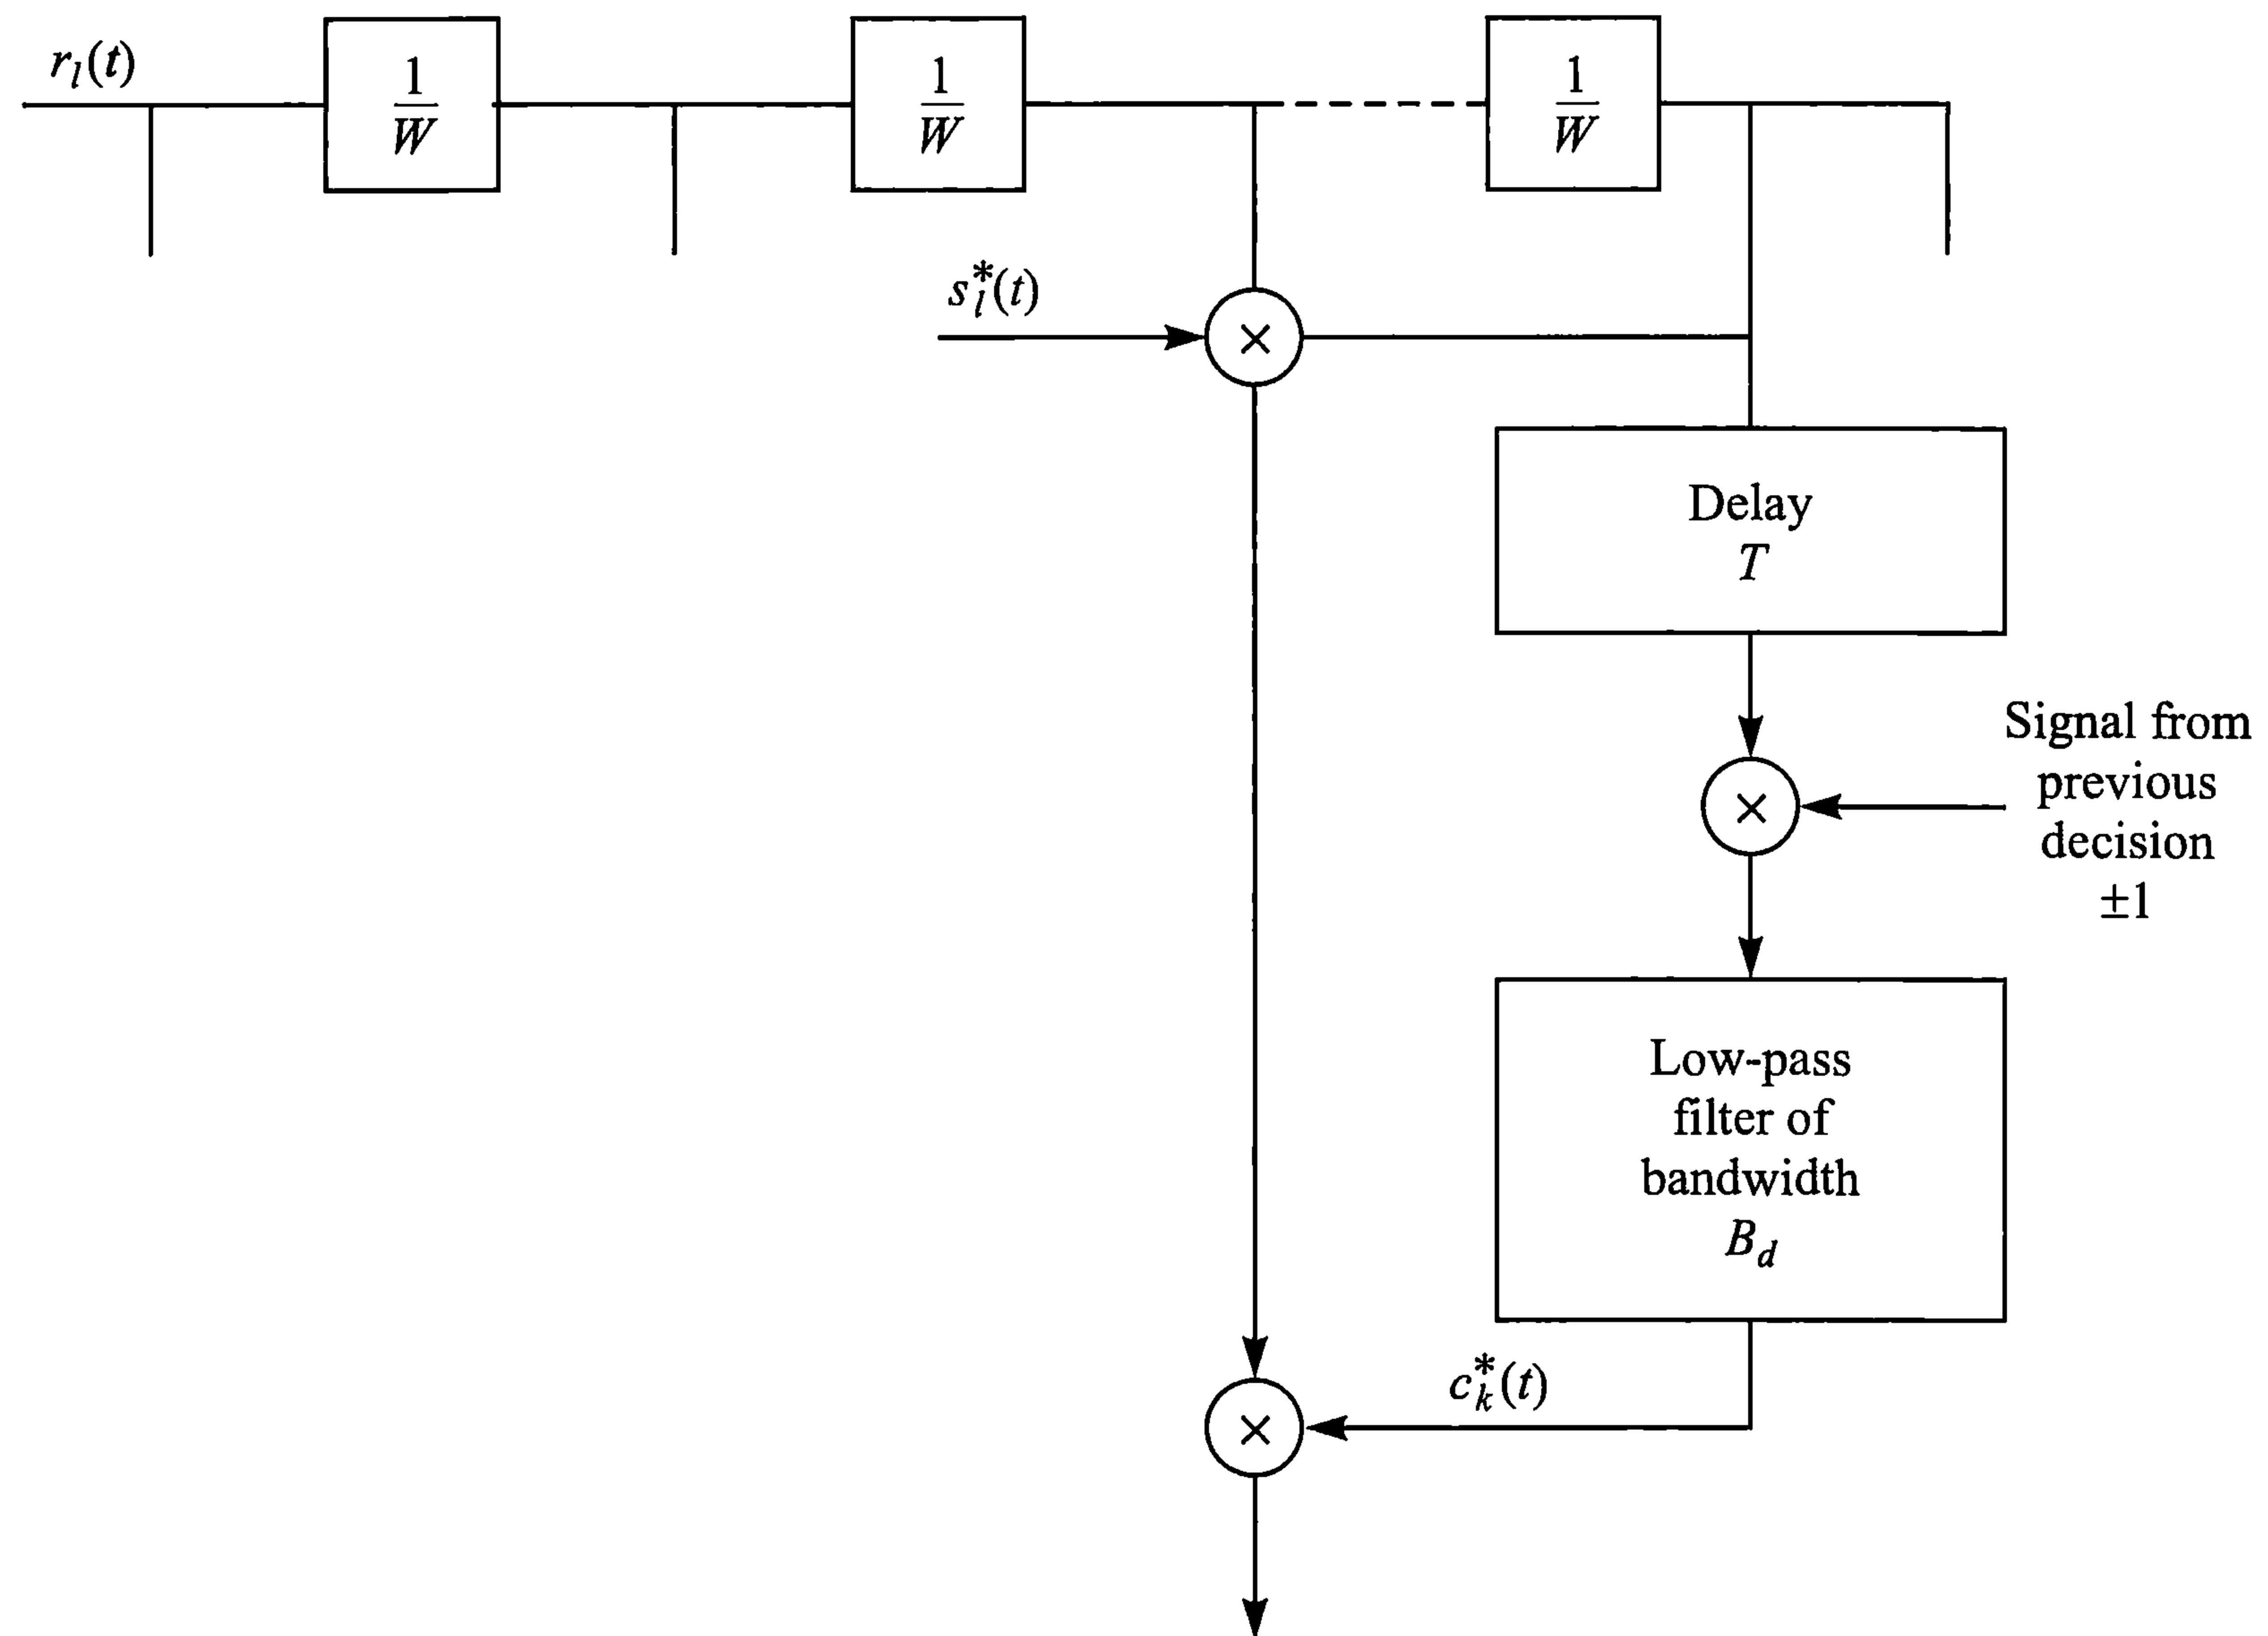 r_l(t)
1/W
1/W
1/W
s_l^*(t)
×
Delay
T
Signal from
previous
decision
±1
×
Low-pass
filter of
bandwidth
B_d
c_k^*(t)
×